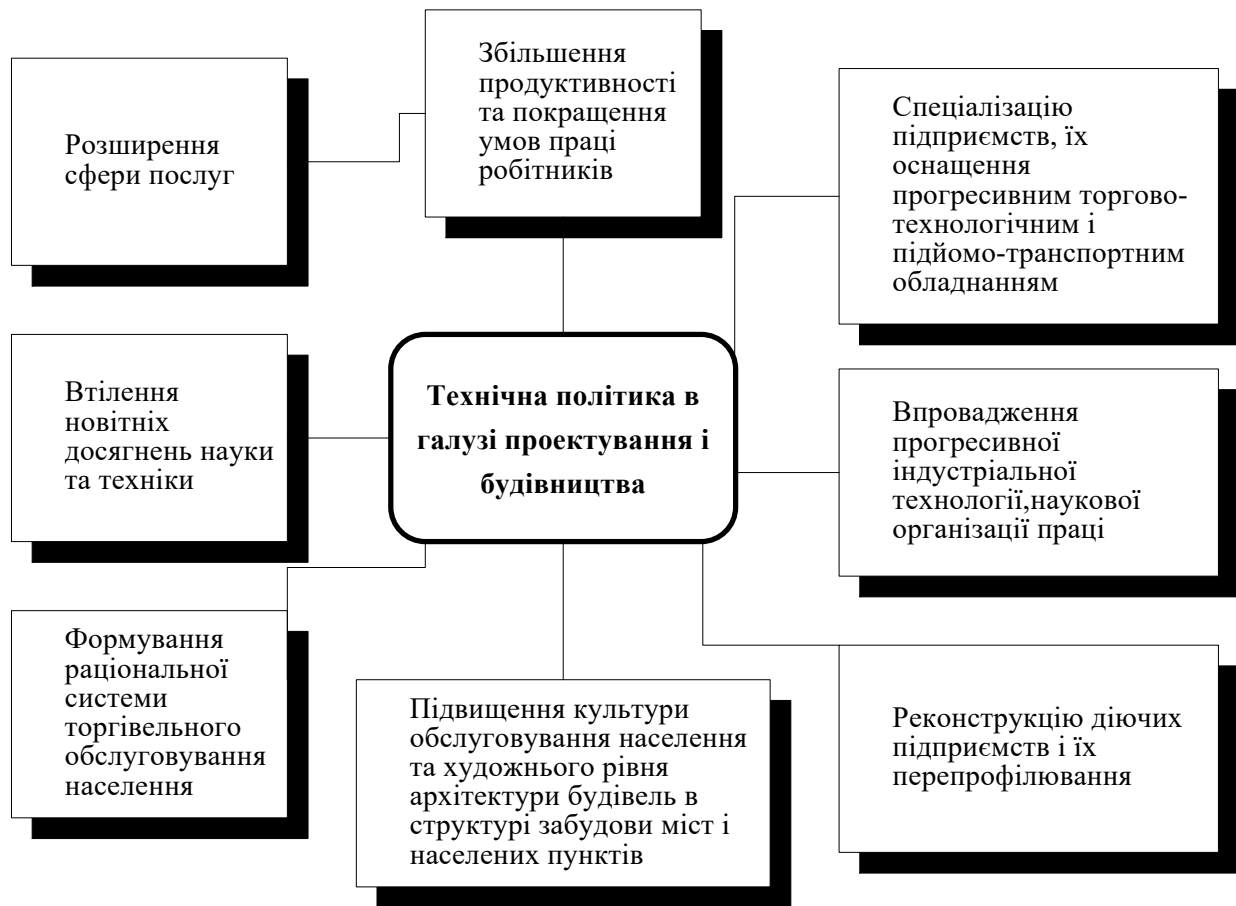 Збільшення
продуктивності
та покращення
умов праці
робітників
Розширення
сфери послуг
Спеціалізацію
підприємств, їх
оснащення
прогресивним торгово-
технологічним і
підйомо-транспортним
обладнанням
Втілення
новітніх
досягнень науки
та техніки
Технічна політика в
галузі проектування і
будівництва
Впровадження
прогресивної
індустріальної
технології,наукової
організації праці
Формування
раціональної
системи
торгівельного
обслуговування
населення
Підвищення культури
обслуговування населення
та художнього рівня
архітектури будівель в
структурі забудови міст і
населених пунктів
Реконструкцію діючих
підприємств і їх
перепрофілювання